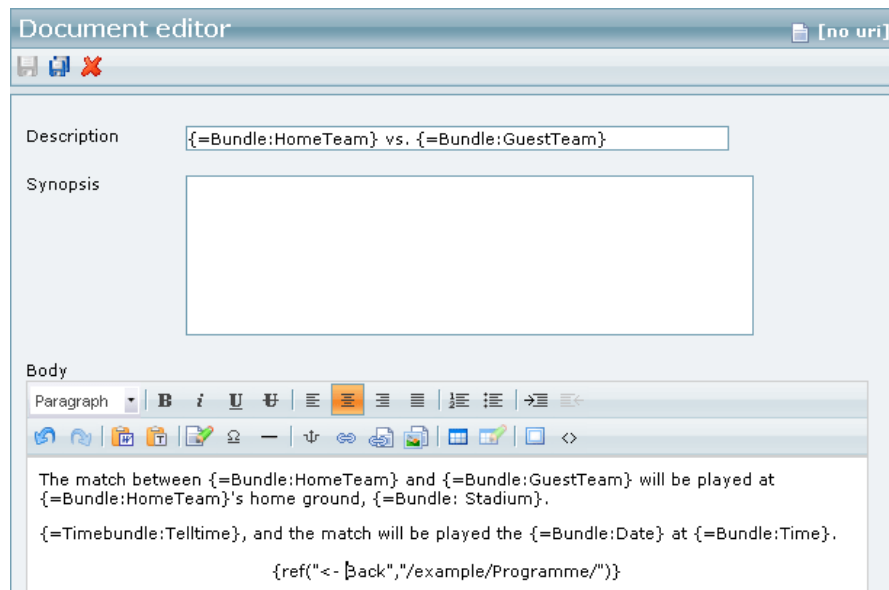 Document editor
[no uri]
Description
{=Bundle:HomeTeam} vs. {=Bundle:GuestTeam}
Synopsis
Body
Paragraph B i U U
Ω
The match between {=Bundle:HomeTeam} and {=Bundle:GuestTeam} will be played at
{=Bundle:HomeTeam}'s home ground, {=Bundle: Stadium}.
{=Timebundle:Telltime}, and the match will be played the {=Bundle:Date} at {=Bundle:Time}.
{ref("<- Back","/example/Programme/")}